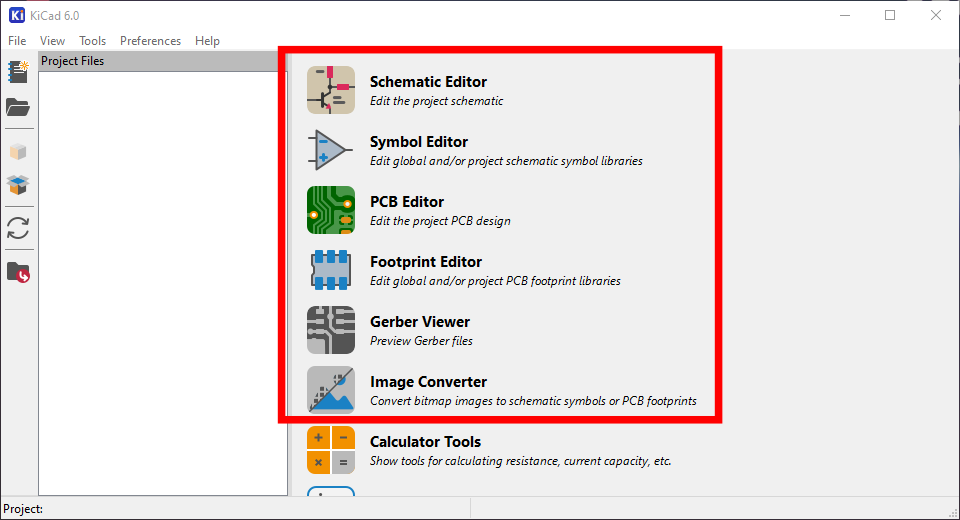 Ki KiCad 6.0
File View Tools Preferences Help
Project Files
Schematic Editor
Edit the project schematic
Symbol Editor
Edit global and/or project schematic symbol libraries
PCB Editor
Edit the project PCB design
Footprint Editor
Edit global and/or project PCB footprint libraries
Gerber Viewer
Preview Gerber files
Image Converter
Convert bitmap images to schematic symbols or PCB footprints
Calculator Tools
Show tools for calculating resistance, current capacity, etc.
Project: